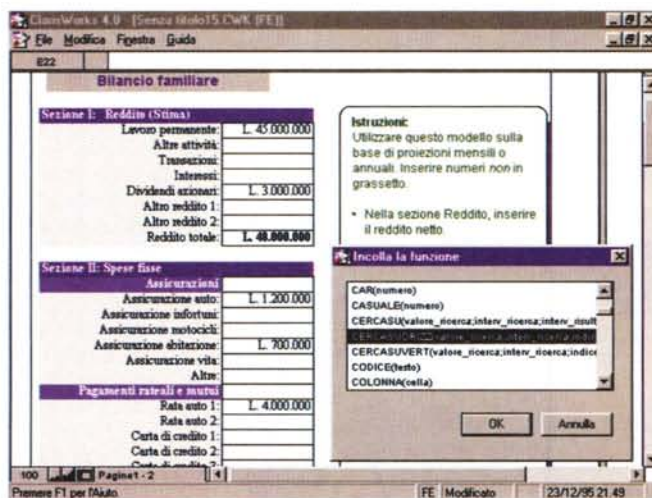 ClarisWorks 4.0 - [Senza titolo15.CWK (FE)]
File Modifica Finestra Guida
E22
Bilancio familiare
Sezione I: Reddito (Stima)
Lavoro permanente: L. 45.000.000
Altre attività:
Transazioni:
Interessi:
Dividendi azionari: L. 3.000.000
Altro reddito 1:
Altro reddito 2:
Reddito totale: L. 48.000.000
Sezione II: Spese fisse
Assicurazioni
Assicurazione auto: L. 1.200.000
Assicurazione infortuni:
Assicurazione motocicli:
Assicurazione abitazione: L. 700.000
Assicurazione vita:
Altre:
Pagamenti rateali e mutui
Rata auto 1: L. 4.000.000
Rata auto 2:
Carta di credito 1:
Carta di credito 2:
Istruzioni:
Utilizzare questo modello sulla
base di proiezioni mensili o
annuali. Inserire numeri non in
grassetto.
• Nella sezione Reddito, inserire
il reddito netto.
Incolla la funzione
CAR(numero)
CASUALE(numero)
CERCASU(valore_ricerca;interv_ricerca;interv_risult
CERCASUVERT(valore_ricerca;interv_ricerca;indice
CODICE(testo)
COLONNA(cella)
OK Annulla
100 Pagina1 - 2
Premere F1 per l'Aiuto FE Modificato 23/12/95 21.49